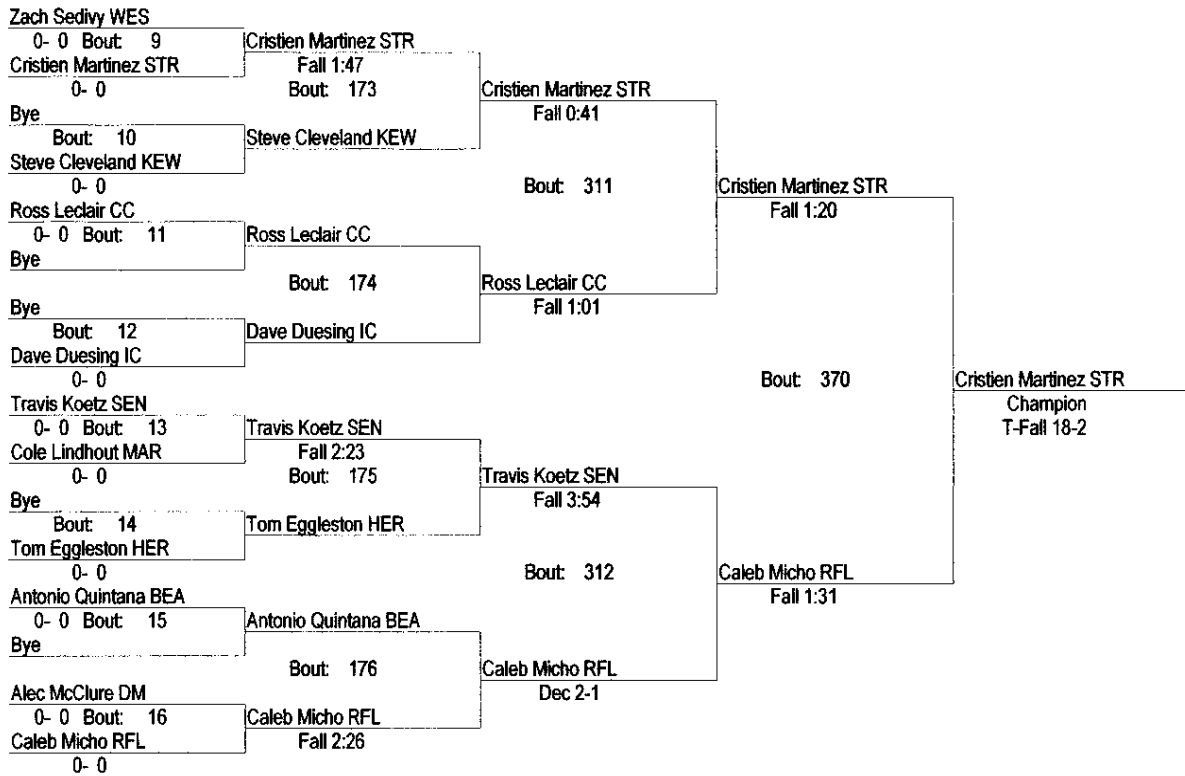 Zach Sedivy WES
0- 0 Bout: 9
Cristien Martinez STR
0- 0
Bye
Bout: 10
Steve Cleveland KEW
0- 0
Ross Leclair CC
0- 0 Bout: 11
Bye
Bye
Bout: 12
Dave Duesing IC
0- 0
Travis Koetz SEN
0- 0 Bout: 13
Cole Lindhout MAR
0- 0
Bye
Bout: 14
Tom Eggleston HER
0- 0
Antonio Quintana BEA
0- 0 Bout: 15
Bye
Alec McClure DM
0- 0 Bout: 16
Caleb Micho RFL
0- 0
Cristien Martinez STR
Fall 1:47
Bout: 173
Steve Cleveland KEW
Ross Leclair CC
Bout: 174
Dave Duesing IC
Travis Koetz SEN
Fall 2:23
Bout: 175
Tom Eggleston HER
Antonio Quintana BEA
Bout: 176
Caleb Micho RFL
Fall 2:26
Cristien Martinez STR
Fall 0:41
Bout: 311
Ross Leclair CC
Fall 1:01
Travis Koetz SEN
Fall 3:54
Bout: 312
Caleb Micho RFL
Dec 2-1
Cristien Martinez STR
Fall 1:20
Bout: 370
Caleb Micho RFL
Fall 1:31
Cristien Martinez STR
Champion
T-Fall 18-2